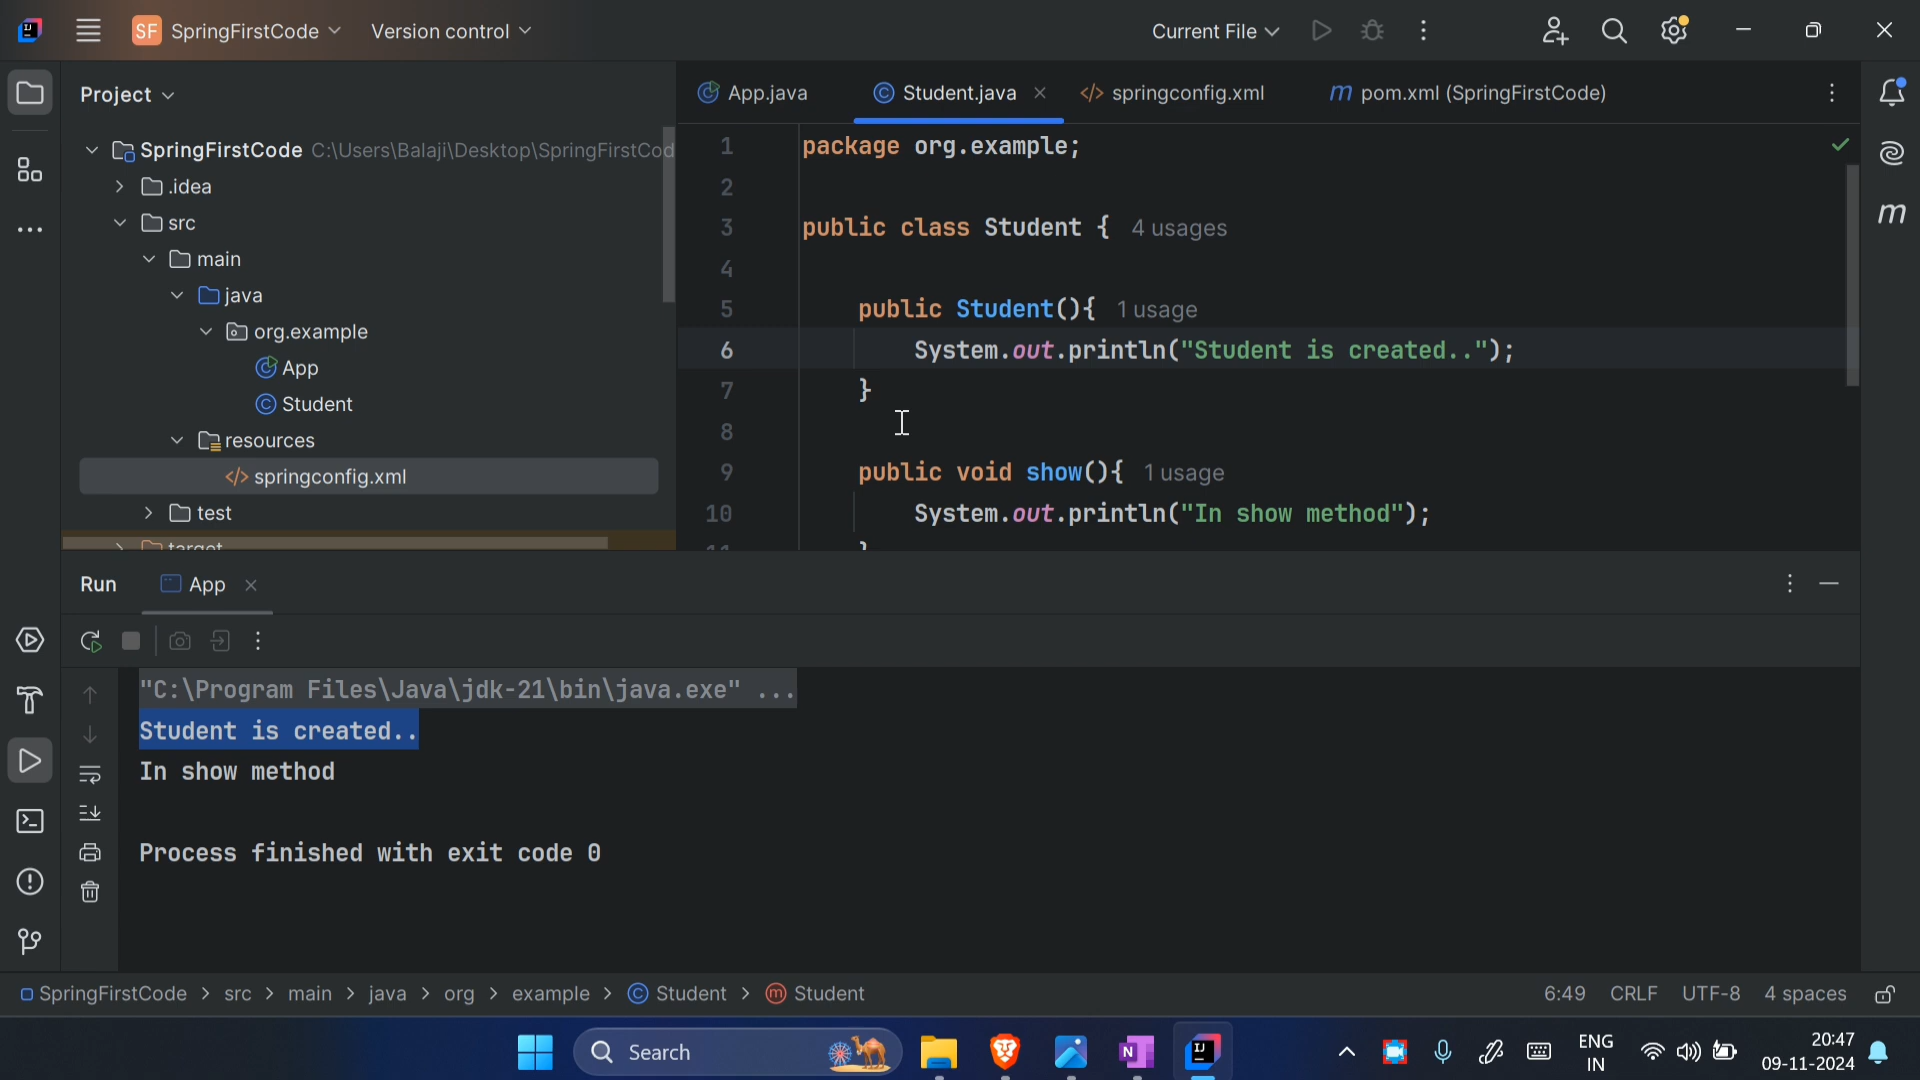 SF SpringFirstCode Version control Current File
Project
App.java Student.java springconfig.xml m pom.xml (SpringFirstCode)
SpringFirstCode C:\Users\Balaji\Desktop\SpringFirstCod
.idea
src
main
java
org.example
App
Student
resources
springconfig.xml
test
target
1 package org.example;
2
3 public class Student { 4 usages
4
5 public Student(){ 1 usage
6 System.out.println("Student is created..");
7 }
8
9 public void show(){ 1 usage
10 System.out.println("In show method");
11 }
Run App
"C:\Program Files\Java\jdk-21\bin\java.exe" ...
Student is created..
In show method
Process finished with exit code 0
SpringFirstCode > src > main > java > org > example > Student > Student 6:49 CRLF UTF-8 4 spaces
Search
ENG
IN
20:47
09-11-2024